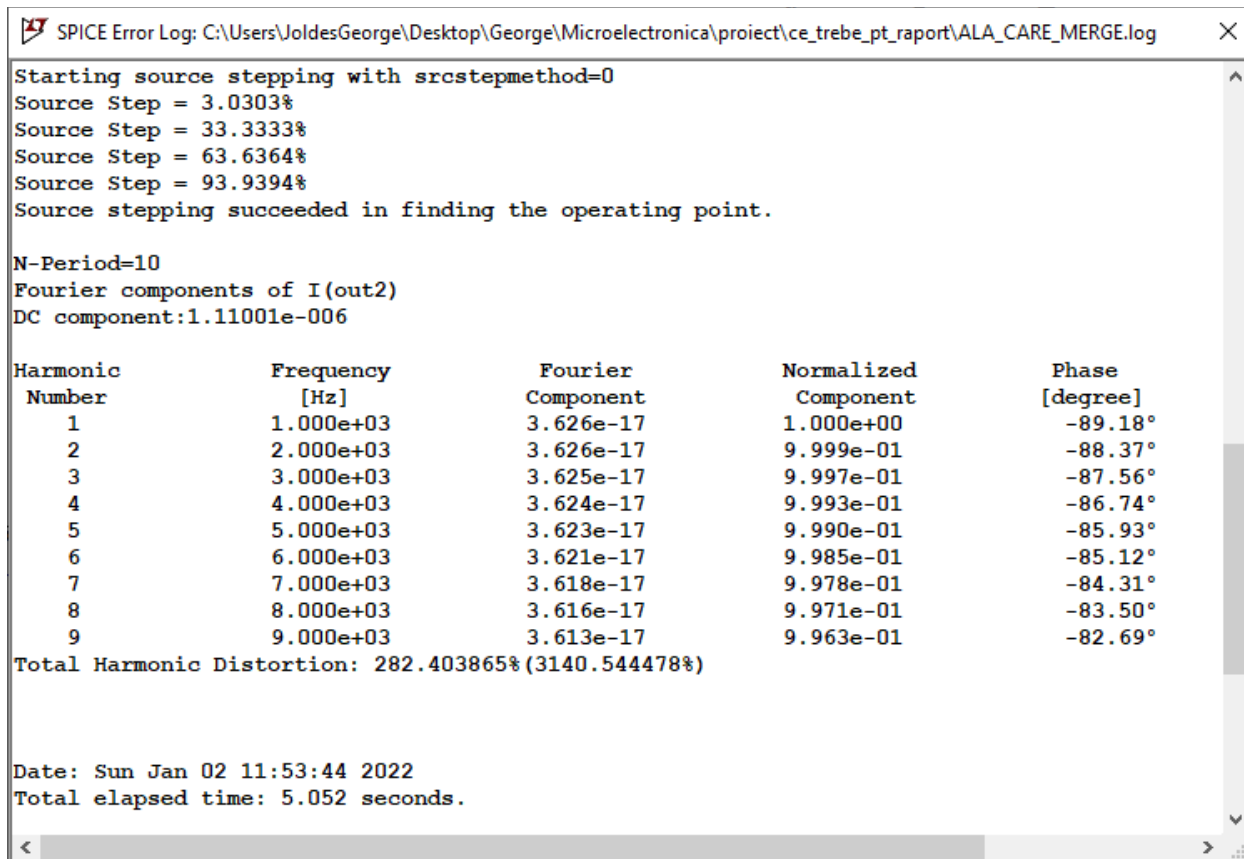 SPICE Error Log: C:\Users\JoldesGeorge\Desktop\George\Microelectronica\proiect\ce_trebe_pt_raport\ALA_CARE_MERGE.log
Starting source stepping with srcstepmethod=0
Source Step = 3.0303%
Source Step = 33.3333%
Source Step = 63.6364%
Source Step = 93.9394%
Source stepping succeeded in finding the operating point.
N-Period=10
Fourier components of I(out2)
DC component:1.11001e-006
Harmonic Frequency Fourier Normalized Phase
Number [Hz] Component Component [degree]
1 1.000e+03 3.626e-17 1.000e+00 -89.18°
2 2.000e+03 3.626e-17 9.999e-01 -88.37°
3 3.000e+03 3.625e-17 9.997e-01 -87.56°
4 4.000e+03 3.624e-17 9.993e-01 -86.74°
5 5.000e+03 3.623e-17 9.990e-01 -85.93°
6 6.000e+03 3.621e-17 9.985e-01 -85.12°
7 7.000e+03 3.618e-17 9.978e-01 -84.31°
8 8.000e+03 3.616e-17 9.971e-01 -83.50°
9 9.000e+03 3.613e-17 9.963e-01 -82.69°
Total Harmonic Distortion: 282.403865%(3140.544478%)
Date: Sun Jan 02 11:53:44 2022
Total elapsed time: 5.052 seconds.